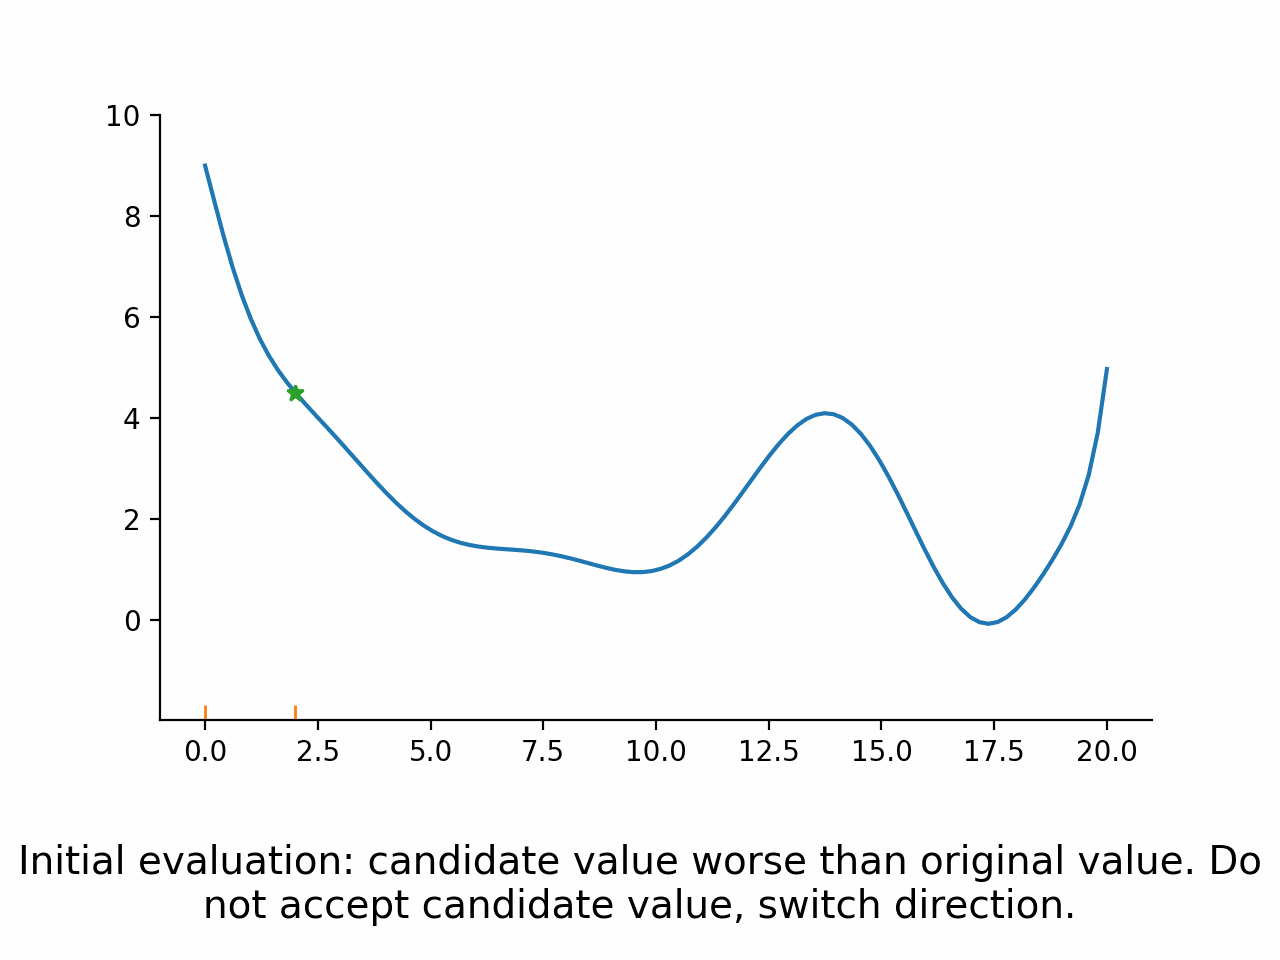 10
8
6
4
2
0
0.0 2.5 5.0 7.5 10.0 12.5 15.0 17.5 20.0
Initial evaluation: candidate value worse than original value. Do
not accept candidate value, switch direction.